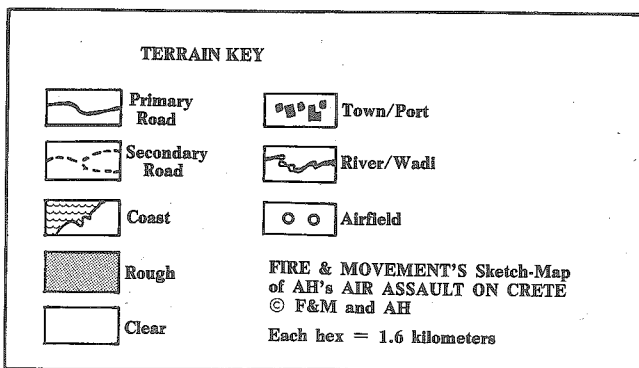 TERRAIN KEY
Primary
Road
Secondary
Road
Coast
Rough
Clear
Town/Port
River/Wadi
Airfield
FIRE & MOVEMENT'S Sketch-Map
of AH's AIR ASSAULT ON CRETE
© F&M and AH
Each hex = 1.6 kilometers